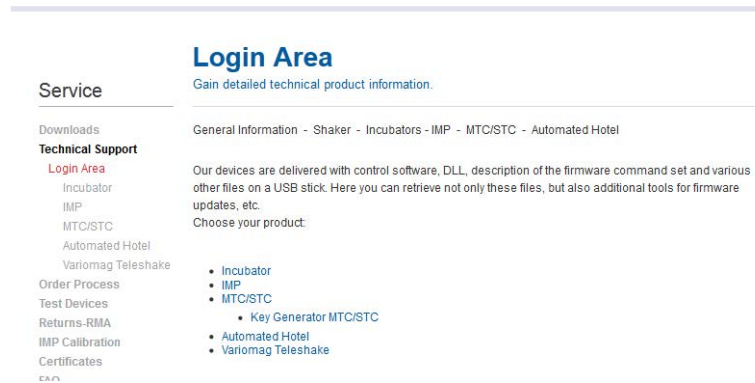 Login Area
Gain detailed technical product information.
Service
Downloads
Technical Support
Login Area
Incubator
IMP
MTC/STC
Automated Hotel
Variomag Teleshake
Order Process
Test Devices
Returns-RMA
IMP Calibration
Certificates
FAQ
General Information - Shaker - Incubators - IMP - MTC/STC - Automated Hotel
Our devices are delivered with control software, DLL, description of the firmware command set and various
other files on a USB stick. Here you can retrieve not only these files, but also additional tools for firmware
updates, etc.
Choose your product:
Incubator
IMP
MTC/STC
Key Generator MTC/STC
Automated Hotel
Variomag Teleshake